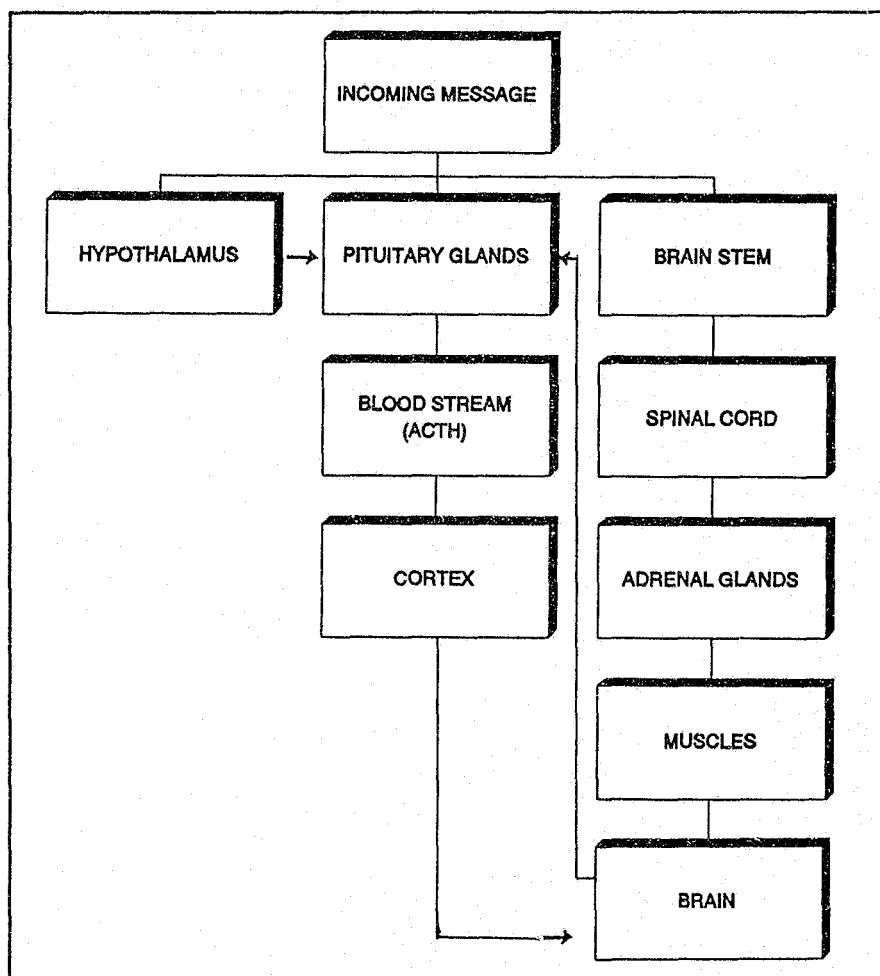 INCOMING MESSAGE
HYPOTHALAMUS
PITUITARY GLANDS
BRAIN STEM
BLOOD STREAM
(ACTH)
SPINAL CORD
CORTEX
ADRENAL GLANDS
MUSCLES
BRAIN